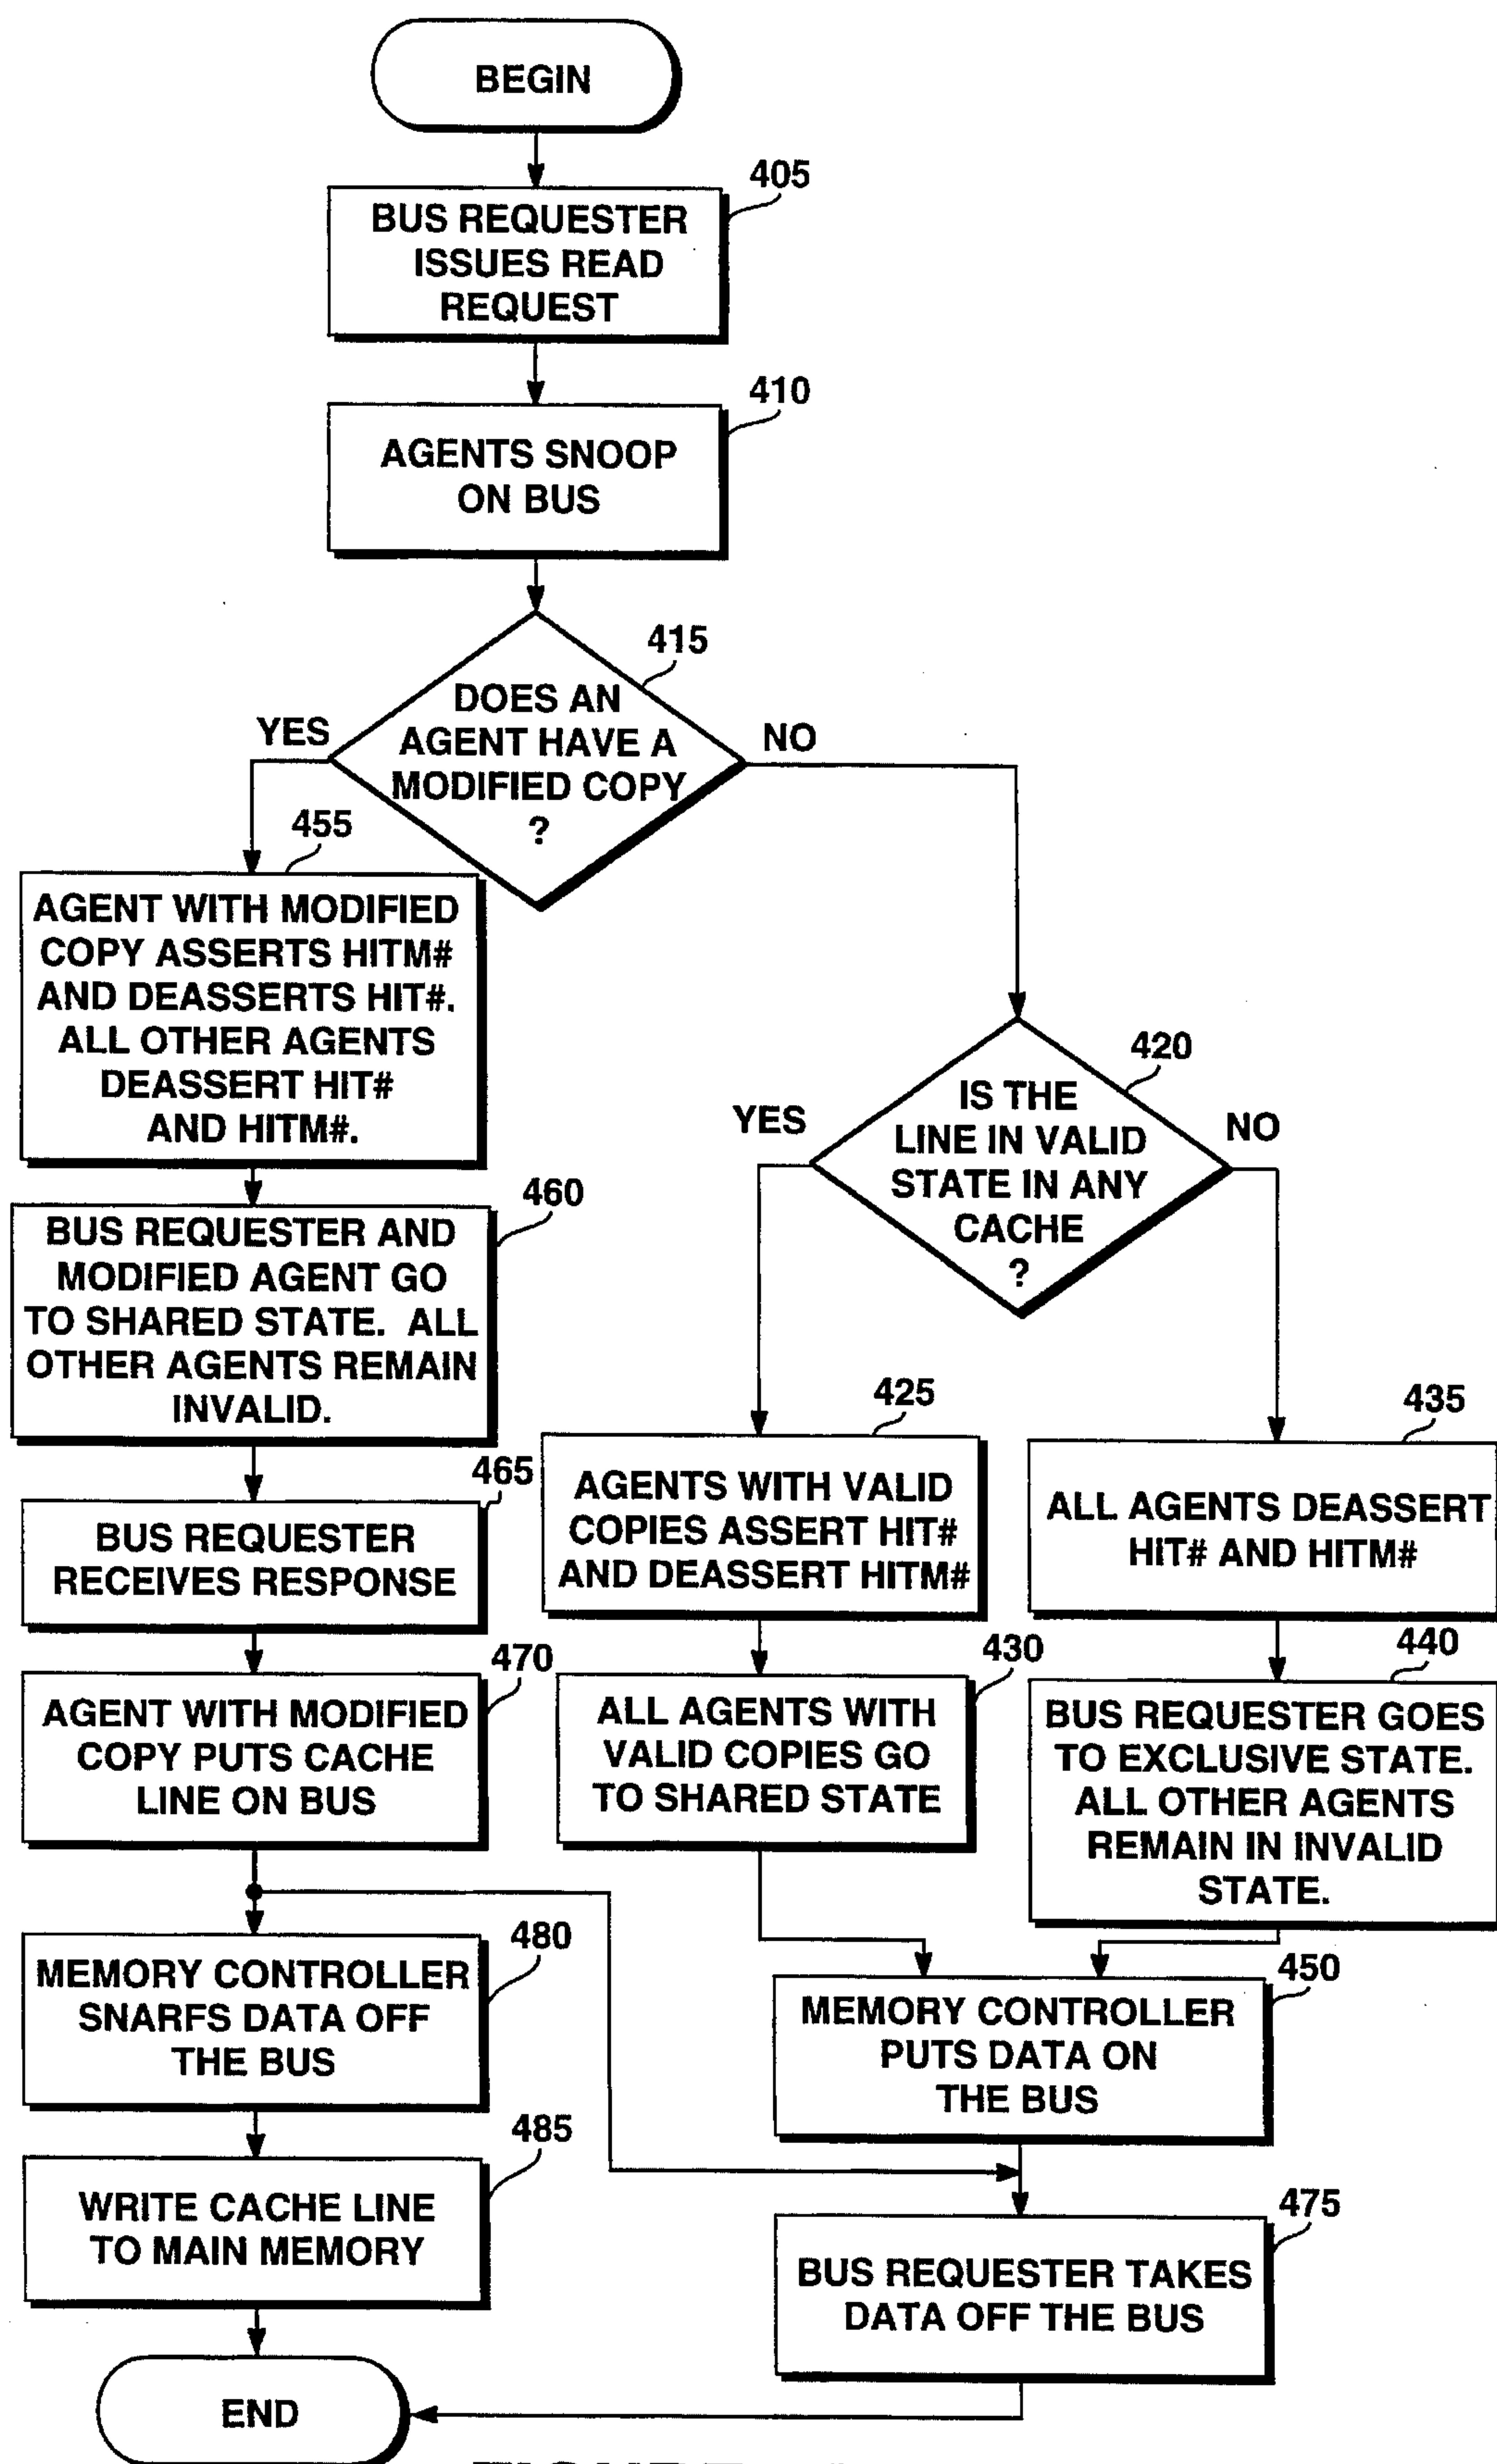 BEGIN
405
BUS REQUESTER
ISSUES READ
REQUEST
410
AGENTS SNOOP
ON BUS
415
DOES AN
AGENT HAVE A
MODIFIED COPY
?
YES
NO
455
AGENT WITH MODIFIED
COPY ASSERTS HITM#
AND DEASSERTS HIT#.
ALL OTHER AGENTS
DEASSERT HIT#
AND HITM#.
420
IS THE
LINE IN VALID
STATE IN ANY
CACHE
?
YES
NO
460
BUS REQUESTER AND
MODIFIED AGENT GO
TO SHARED STATE. ALL
OTHER AGENTS REMAIN
INVALID.
425
AGENTS WITH VALID
COPIES ASSERT HIT#
AND DEASSERT HITM#
435
ALL AGENTS DEASSERT
HIT# AND HITM#
465
BUS REQUESTER
RECEIVES RESPONSE
470
AGENT WITH MODIFIED
COPY PUTS CACHE
LINE ON BUS
430
ALL AGENTS WITH
VALID COPIES GO
TO SHARED STATE
440
BUS REQUESTER GOES
TO EXCLUSIVE STATE.
ALL OTHER AGENTS
REMAIN IN INVALID
STATE.
480
MEMORY CONTROLLER
SNARFS DATA OFF
THE BUS
450
MEMORY CONTROLLER
PUTS DATA ON
THE BUS
485
WRITE CACHE LINE
TO MAIN MEMORY
475
BUS REQUESTER TAKES
DATA OFF THE BUS
END